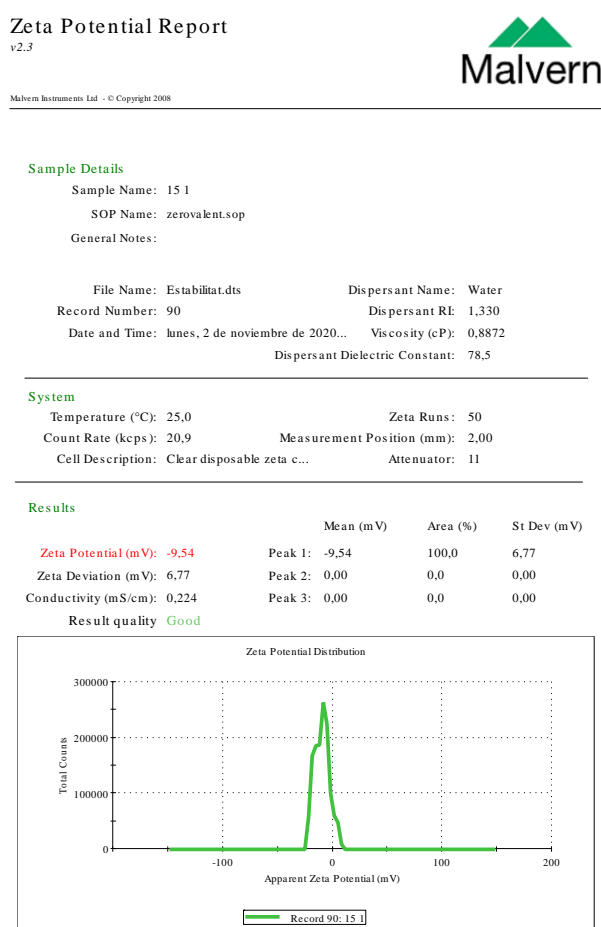 Zeta Potential Report
v2.3
Malvern
Malvern Instruments Ltd - © Copyright 2008
Sample Details
Sample Name: 15 1
SOP Name: zerovalent.sop
General Notes:
File Name: Estabilitat.dts Dispersant Name: Water
Record Number: 90 Dispersant RI: 1,330
Date and Time: lunes, 2 de noviembre de 2020... Viscosity (cP): 0,8872
Dispersant Dielectric Constant: 78,5
System
Temperature (°C): 25,0 Zeta Runs: 50
Count Rate (kcps): 20,9 Measurement Position (mm): 2,00
Cell Description: Clear disposable zeta c... Attenuator: 11
Results
Mean (mV) Area (%) St Dev (mV)
Zeta Potential (mV): -9,54 Peak 1: -9,54 100,0 6,77
Zeta Deviation (mV): 6,77 Peak 2: 0,00 0,0 0,00
Conductivity (mS/cm): 0,224 Peak 3: 0,00 0,0 0,00
Result quality Good
Zeta Potential Distribution
Total Counts
300000
200000
100000
0
-100 0 100 200
Apparent Zeta Potential (mV)
Record 90: 15 1